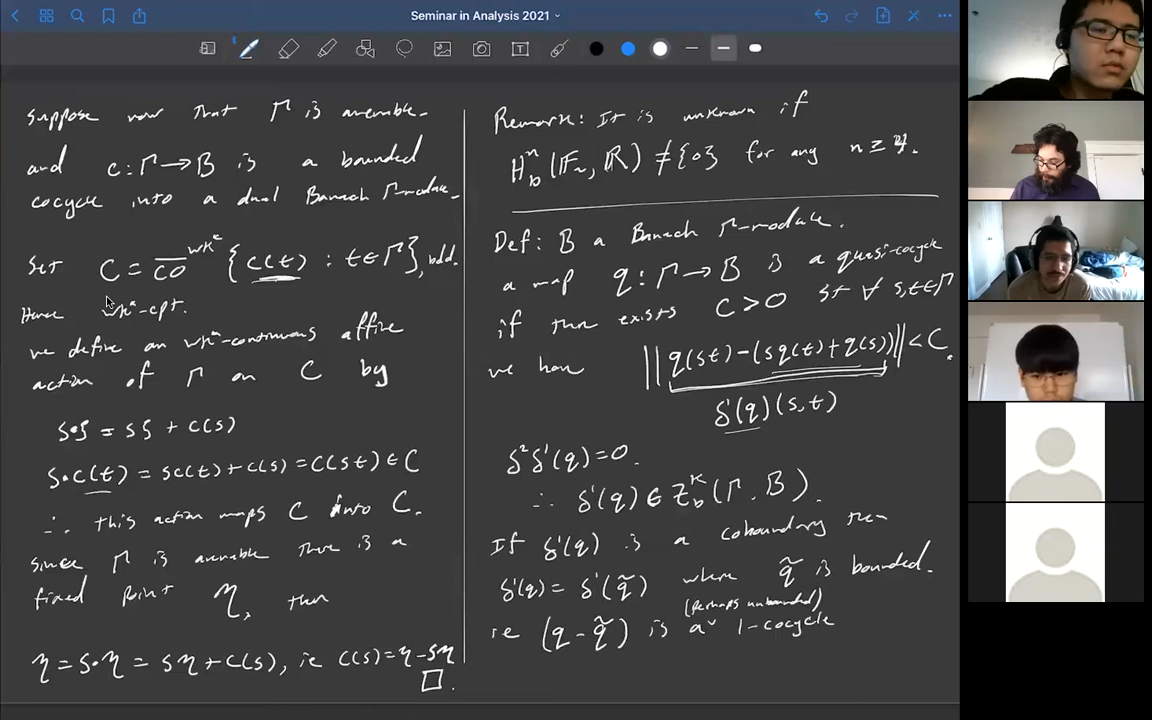 Seminar in Analysis 2021
Suppose now that Γ is amenable.
and c: Γ → B is a bounded
cocycle into a dual Banach Γ-module.
Set C = \overline{co}^{wk*} { c(t) : t ∈ Γ }, bdd.
Hence wk*-cpt.
we define an wk*-continuous affine
action of Γ on C by
s•ζ = sζ + c(s)
s•c(t) = sc(t) + c(s) = c(st) ∈ C
∴ this action maps C into C.
Since Γ is amenable there is a
fixed point η, then
η = s•η = sη + c(s), ie c(s) = η - sη
□.
Remark: It is unknown if
H_b^n (F_2, ℝ) ≠ {0} for any n ≥ 4.
Def: B a Banach Γ-module.
a map q: Γ → B is a quasi-cocycle
if there exists C > 0 st ∀ s,t ∈ Γ
we have || q(st) - (sq(t) + q(s)) || < C.
δ'(q)(s,t)
δ²δ'(q) = 0.
∴ δ'(q) ∈ Z_b (Γ, B).
If δ'(q) is a coboundary then
δ'(q) = δ'(q̃) where q̃ is bounded.
(perhaps unbounded)
ie (q - q̃) is a 1-cocycle